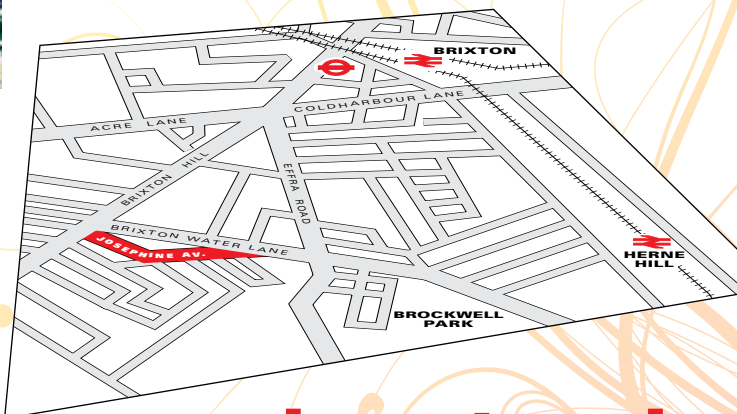 BRIXTON
COLDHARBOUR LANE
ACRE LANE
BRIXTON HILL
EFFRA ROAD
BRIXTON WATER LANE
JOSEPHINE AV.
HERNE
HILL
BROCKWELL
PARK